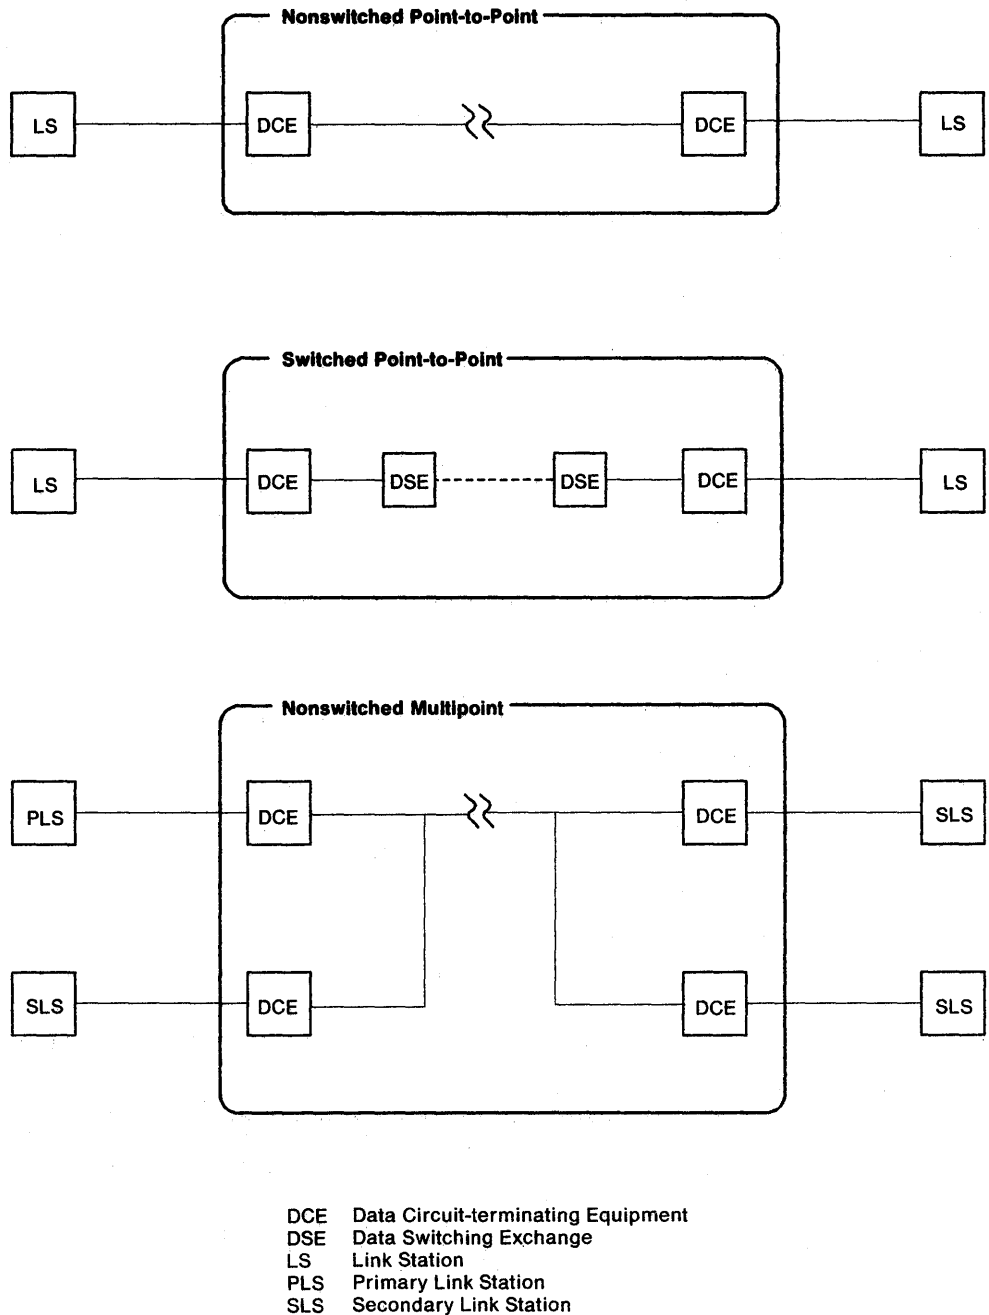 Nonswitched Point-to-Point
LS DCE DCE LS
Switched Point-to-Point
LS DCE DSE DSE DCE LS
Nonswitched Multipoint
PLS DCE DCE SLS
SLS DCE DCE SLS
DCE Data Circuit-terminating Equipment
DSE Data Switching Exchange
LS Link Station
PLS Primary Link Station
SLS Secondary Link Station